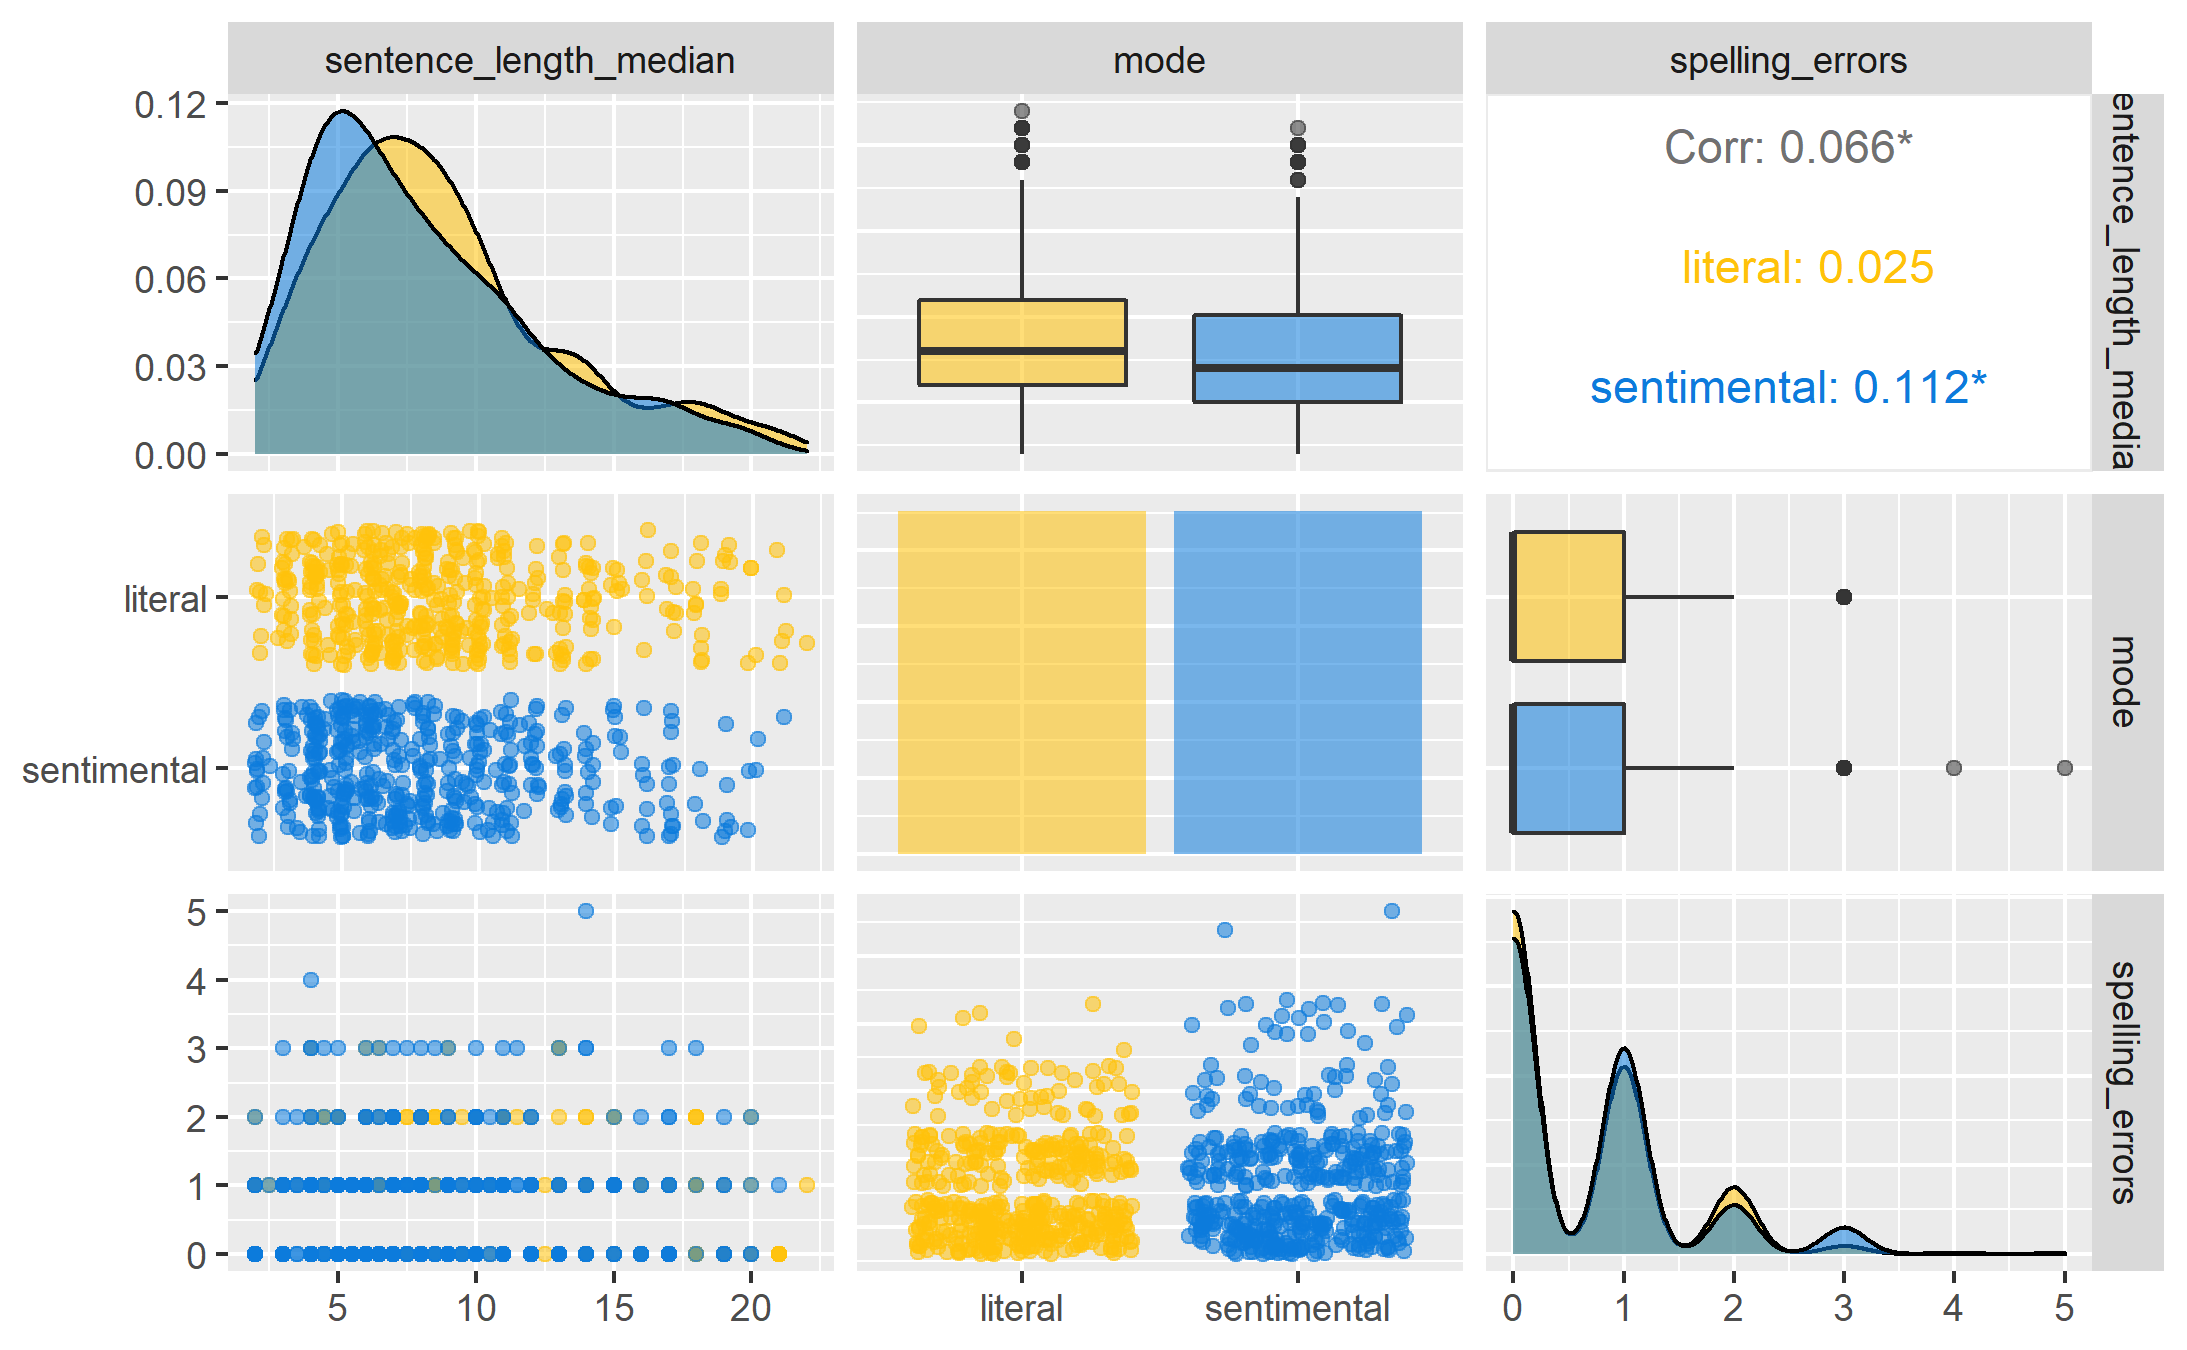 sentence_length_median mode spelling_errors
0.12
0.09
0.06
0.03
0.00
Corr: 0.066*
literal: 0.025
sentimental: 0.112*
entence_length_media
literal
sentimental
mode
5
4
3
2
1
0
spelling_errors
5 10 15 20
literal sentimental
0 1 2 3 4 5